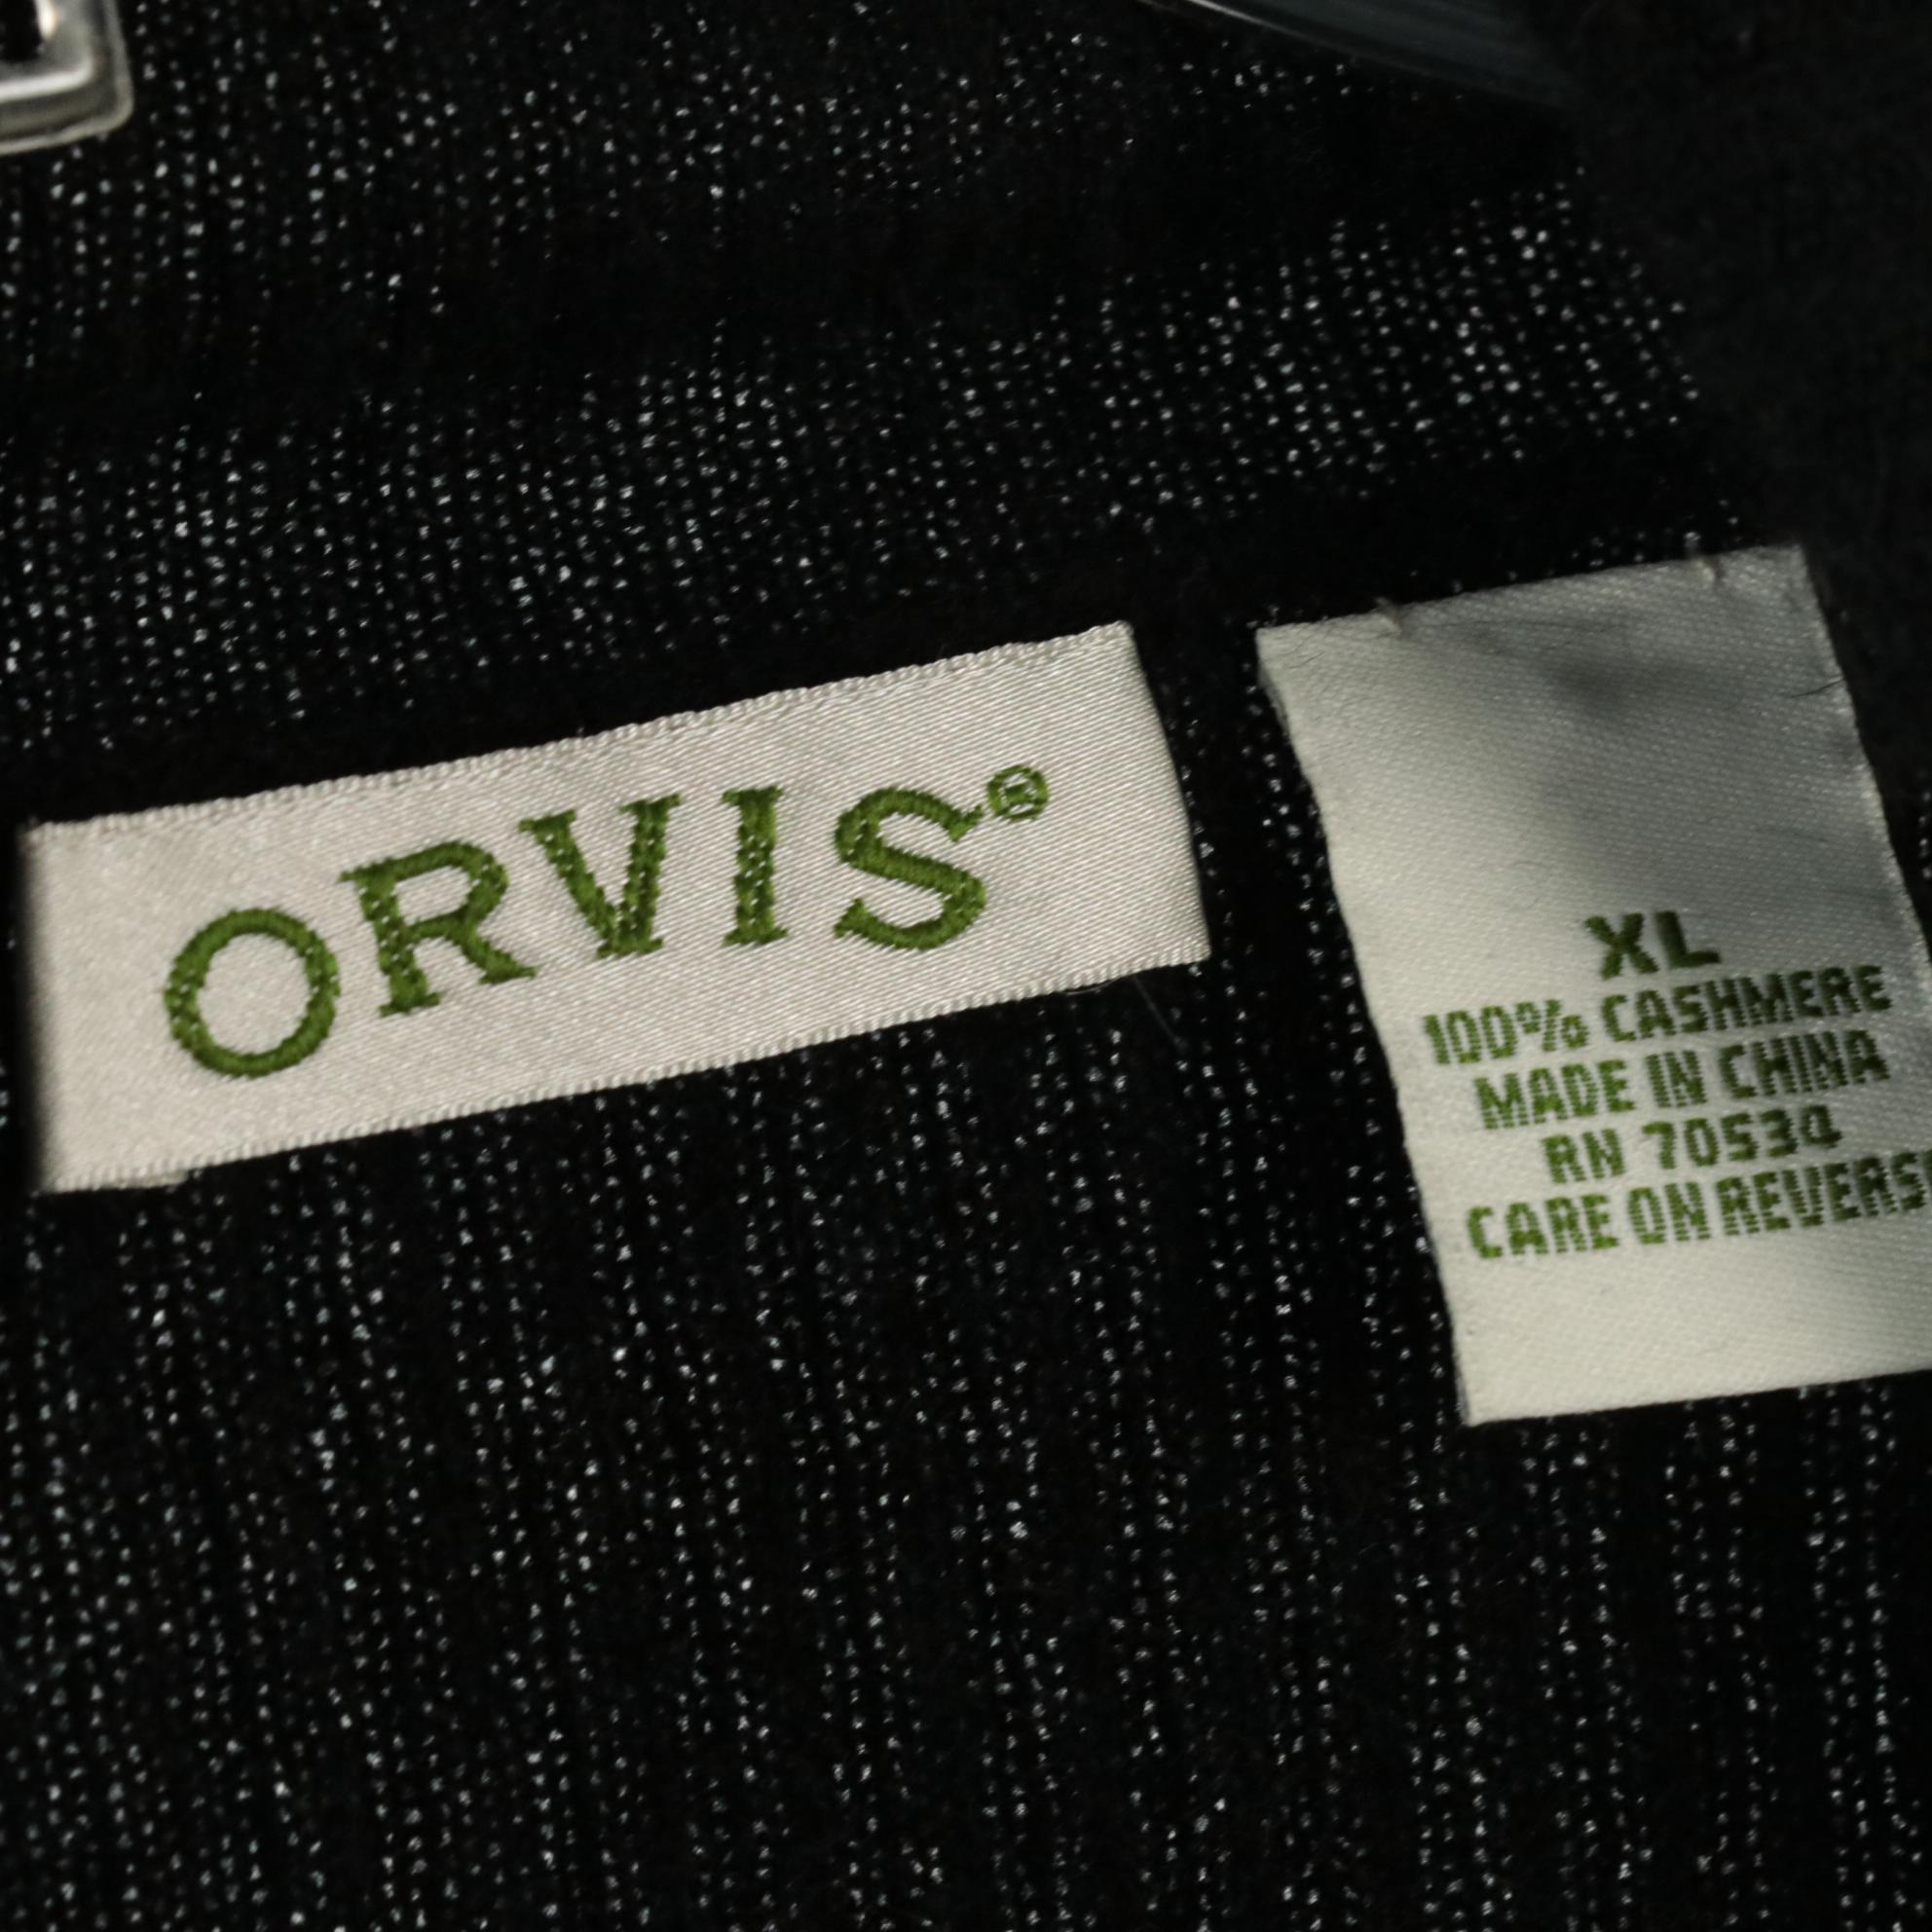 ORVIS®
XL
100% CASHMERE
MADE IN CHINA
RN 70534
CARE ON REVERSE